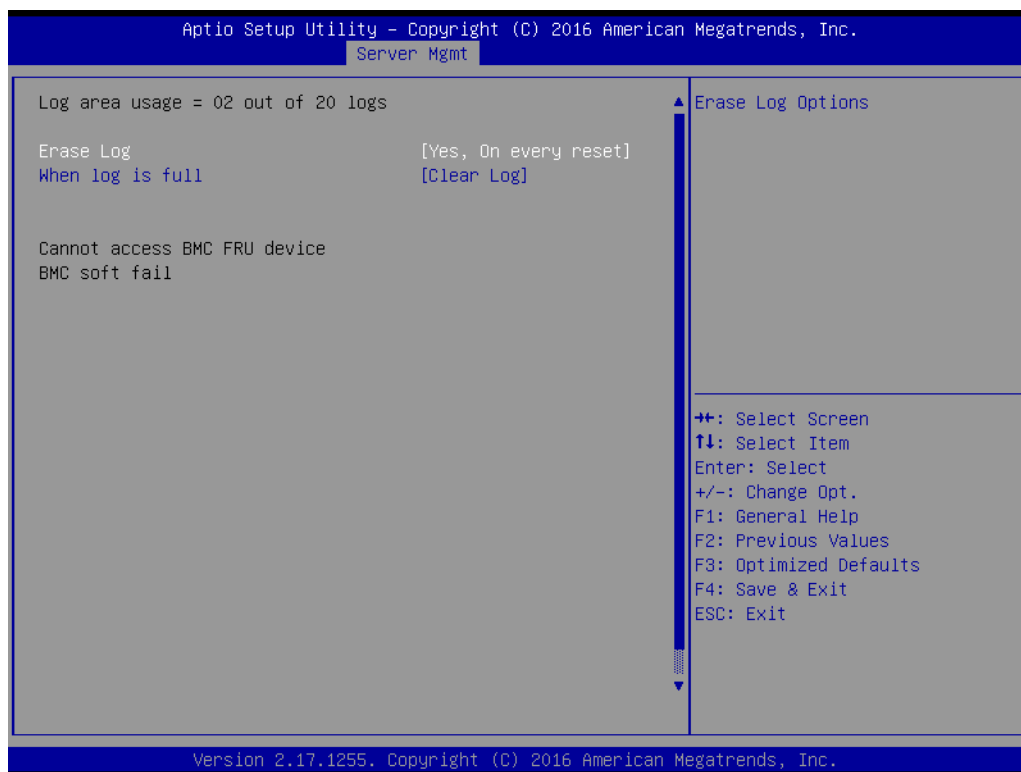 Aptio Setup Utility – Copyright (C) 2016 American Megatrends, Inc.
Server Mgmt
Log area usage = 02 out of 20 logs
Erase Log [Yes, On every reset]
When log is full [Clear Log]
Cannot access BMC FRU device
BMC soft fail
Erase Log Options
→←: Select Screen
↑↓: Select Item
Enter: Select
+/-: Change Opt.
F1: General Help
F2: Previous Values
F3: Optimized Defaults
F4: Save & Exit
ESC: Exit
Version 2.17.1255. Copyright (C) 2016 American Megatrends, Inc.